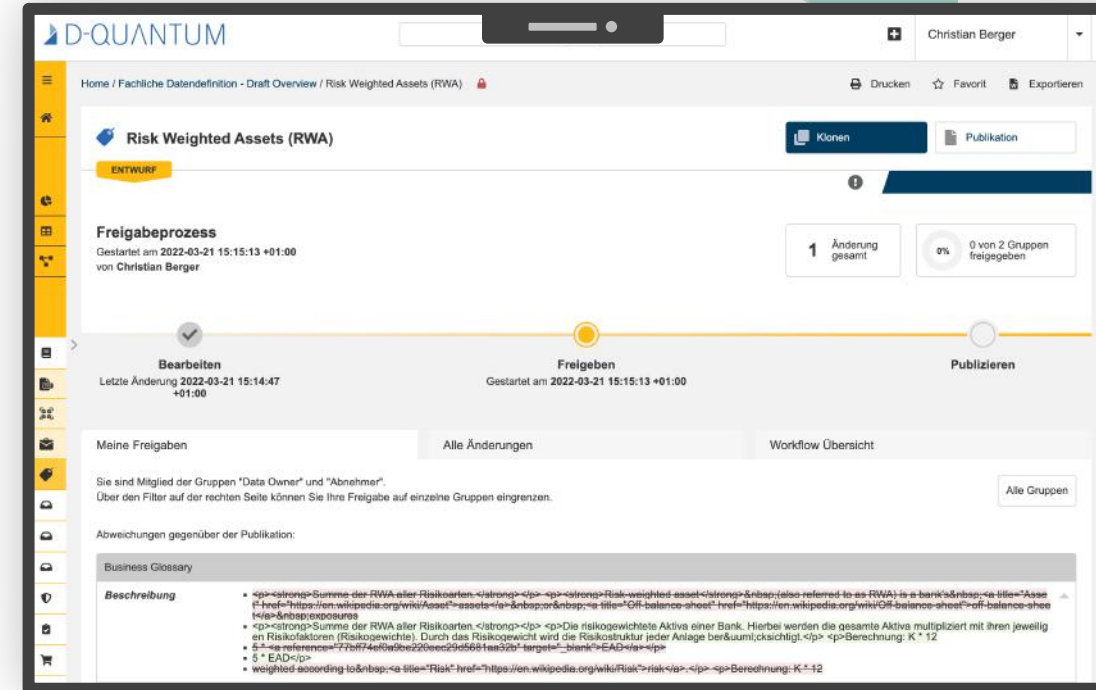 D-QUANTUM
Christian Berger
Home / Fachliche Datendefinition - Draft Overview / Risk Weighted Assets (RWA)
Drucken
Favorit
Exportieren
Risk Weighted Assets (RWA)
Klonen
Publikation
ENTWURF
Freigabeprozess
Gestartet am 2022-03-21 15:15:13 +01:00
von Christian Berger
1 Änderung
gesamt
0% 0 von 2 Gruppen
freigegeben
Bearbeiten
Letzte Änderung 2022-03-21 15:14:47
+01:00
Freigeben
Gestartet am 2022-03-21 15:15:13 +01:00
Publizieren
Meine Freigaben
Alle Änderungen
Workflow Übersicht
Sie sind Mitglied der Gruppen "Data Owner" und "Abnehmer".
Über den Filter auf der rechten Seite können Sie Ihre Freigabe auf einzelne Gruppen eingrenzen.
Alle Gruppen
Abweichungen gegenüber der Publikation:
Business Glossary
Beschreibung
<p><strong>Summe der RWA aller Risikoarten.</strong></p> <p><strong>Risk-weighted asset</strong>&nbsp;(also referred to as RWA) is a bank's&nbsp;<a title="Asse
t" href="https://en.wikipedia.org/wiki/Asset">assets</a>&nbsp;or&nbsp;<a title="Off-balance-sheet" href="https://en.wikipedia.org/wiki/Off-balance-sheet">off-balance-shee
t</a>&nbsp;exposures
<p><strong>Summe der RWA aller Risikoarten.</strong></p> <p>Die risikogewichtete Aktiva einer Bank. Hierbei werden die gesamte Aktiva multipliziert mit ihren jeweilig
en Risikofaktoren (Risikogewichte). Durch das Risikogewicht wird die Risikostruktur jeder Anlage ber&uuml;cksichtigt.</p> <p>Berechnung: K * 12
5 * <a reference="77bff74ef0a9be220eec29d5681aa32b" target="_blank">EAD</a></p>
5 * EAD</p>
weighted according to&nbsp;<a title="Risk" href="https://en.wikipedia.org/wiki/Risk">risk</a>.</p> <p>Berechnung: K * 12